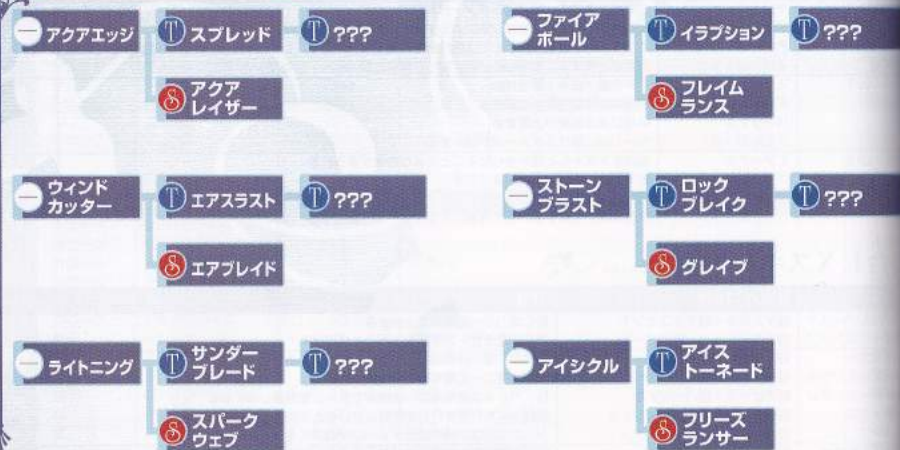 アクアエッジ
T スプレッド
T ???
S アクア
レイザー
ファイア
ボール
T イラプション
T ???
S フレイム
ランス
ウィンド
カッター
T エアスラスト
T ???
S エアブレイド
ストーン
ブラスト
T ロック
ブレイク
T ???
S グレイブ
ライトニング
T サンダー
ブレード
T ???
S スパーク
ウェブ
アイシクル
T アイス
トーネード
S フリーズ
ランサー